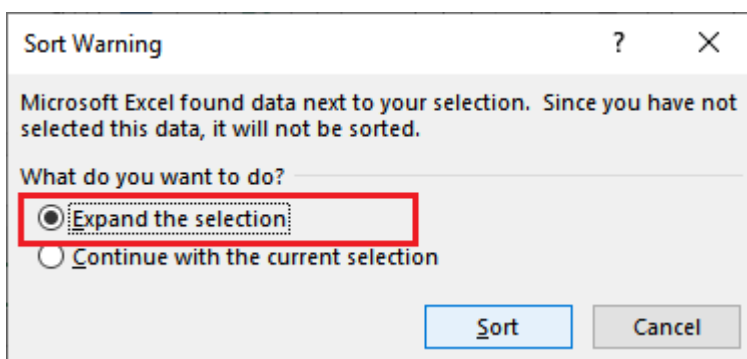 Sort Warning ?
Microsoft Excel found data next to your selection.  Since you have not
selected this data, it will not be sorted.
What do you want to do?
Expand the selection
Continue with the current selection
Sort Cancel